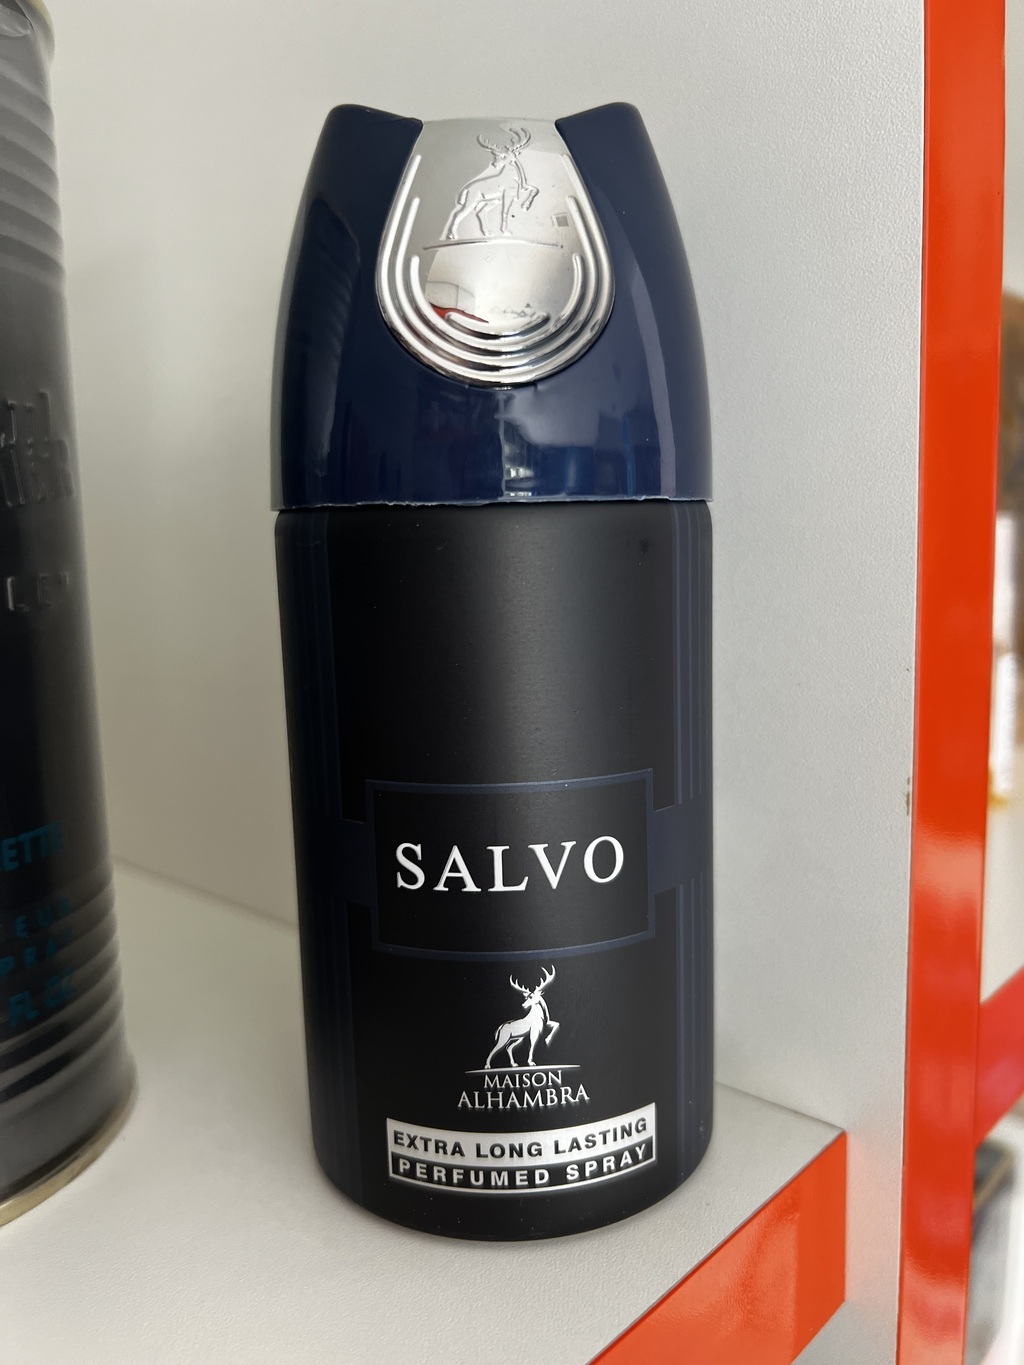 SALVO
MAISON
ALHAMBRA
EXTRA LONG LASTING
PERFUMED SPRAY